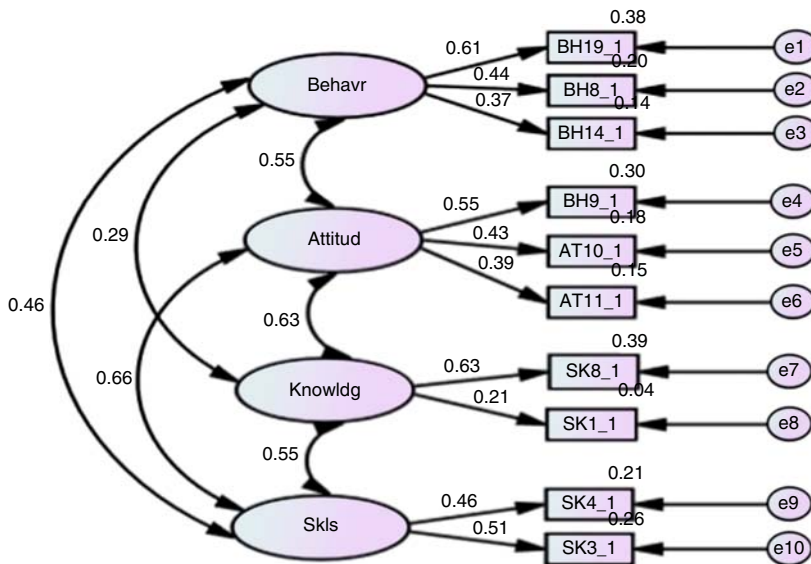 0.38
0.61 BH19_1 e1
Behavr 0.44 0.20 BH8_1 e2
0.37 0.14 BH14_1 e3
0.55
0.30
0.55 BH9_1 e4
0.29 Attitud 0.43 0.18 AT10_1 e5
0.39 0.15 AT11_1 e6
0.46
0.63
0.39
0.66 0.63 SK8_1 e7
Knowldg 0.21 0.04 SK1_1 e8
0.55
0.21
0.46 SK4_1 e9
Skls 0.51 0.26 SK3_1 e10